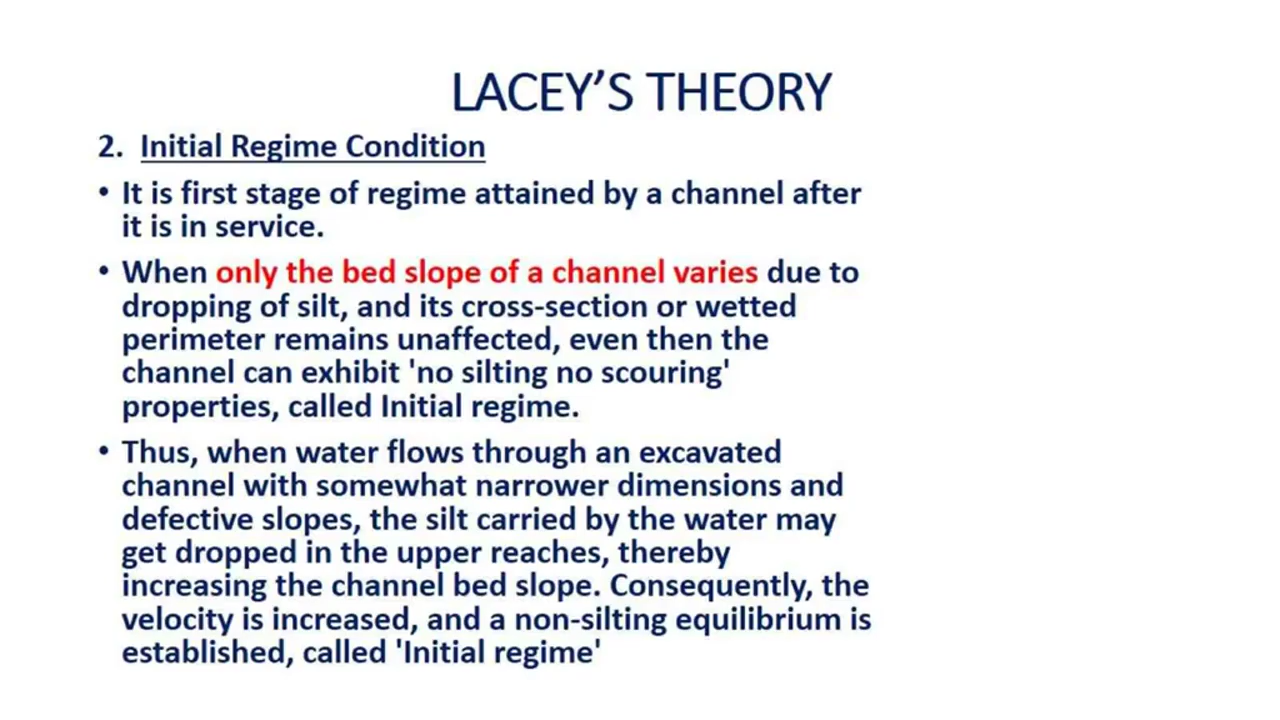 LACEY’S THEORY
2. Initial Regime Condition
• It is first stage of regime attained by a channel after
it is in service.
• When only the bed slope of a channel varies due to
dropping of silt, and its cross-section or wetted
perimeter remains unaffected, even then the
channel can exhibit 'no silting no scouring'
properties, called Initial regime.
• Thus, when water flows through an excavated
channel with somewhat narrower dimensions and
defective slopes, the silt carried by the water may
get dropped in the upper reaches, thereby
increasing the channel bed slope. Consequently, the
velocity is increased, and a non-silting equilibrium is
established, called 'Initial regime'